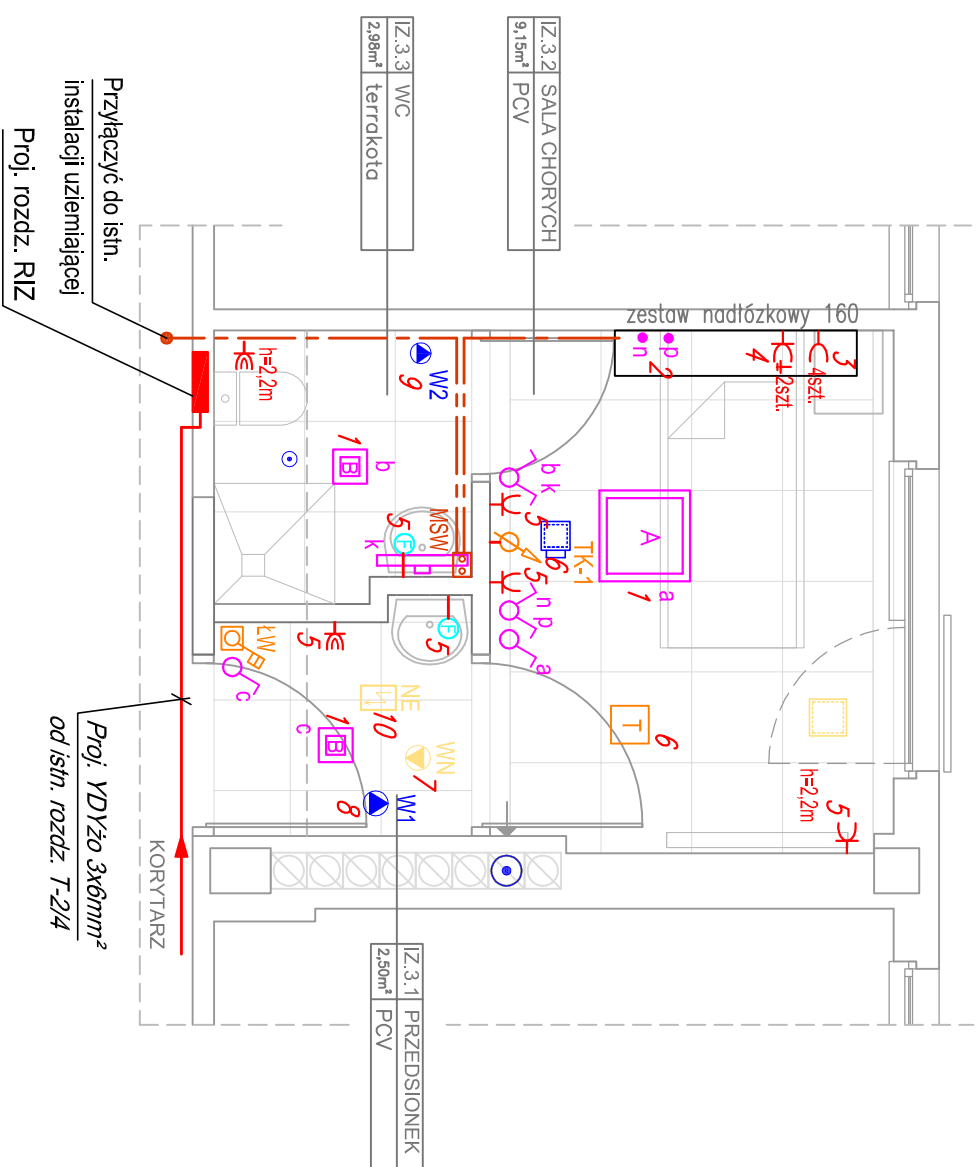 IZ.3.2 SALA CHORYCH
9,15m² PCV
IZ.3.3 WC
2,98m² terrakota
Przyłączyć do istn.
instalacji uziemiającej
Proj. rozdz. RIZ
zestaw nadłóżkowy 160
n
p
2
4
2szt.
3
4szt.
h=2,2m
W2
9
1
B
b
5
F
k
MSW
b k
3
6
TK-1
5
n p
a
A
a
1
F
5
5
ŁW
c
NE
10
1
B
c
WN
7
W1
8
T
6
h=2,2m
5
Proj. YDYżo 3x6mm²
od istn. rozdz. T-2/4
KORYTARZ
IZ.3.1 PRZEDSIONEK
2,50m² PCV